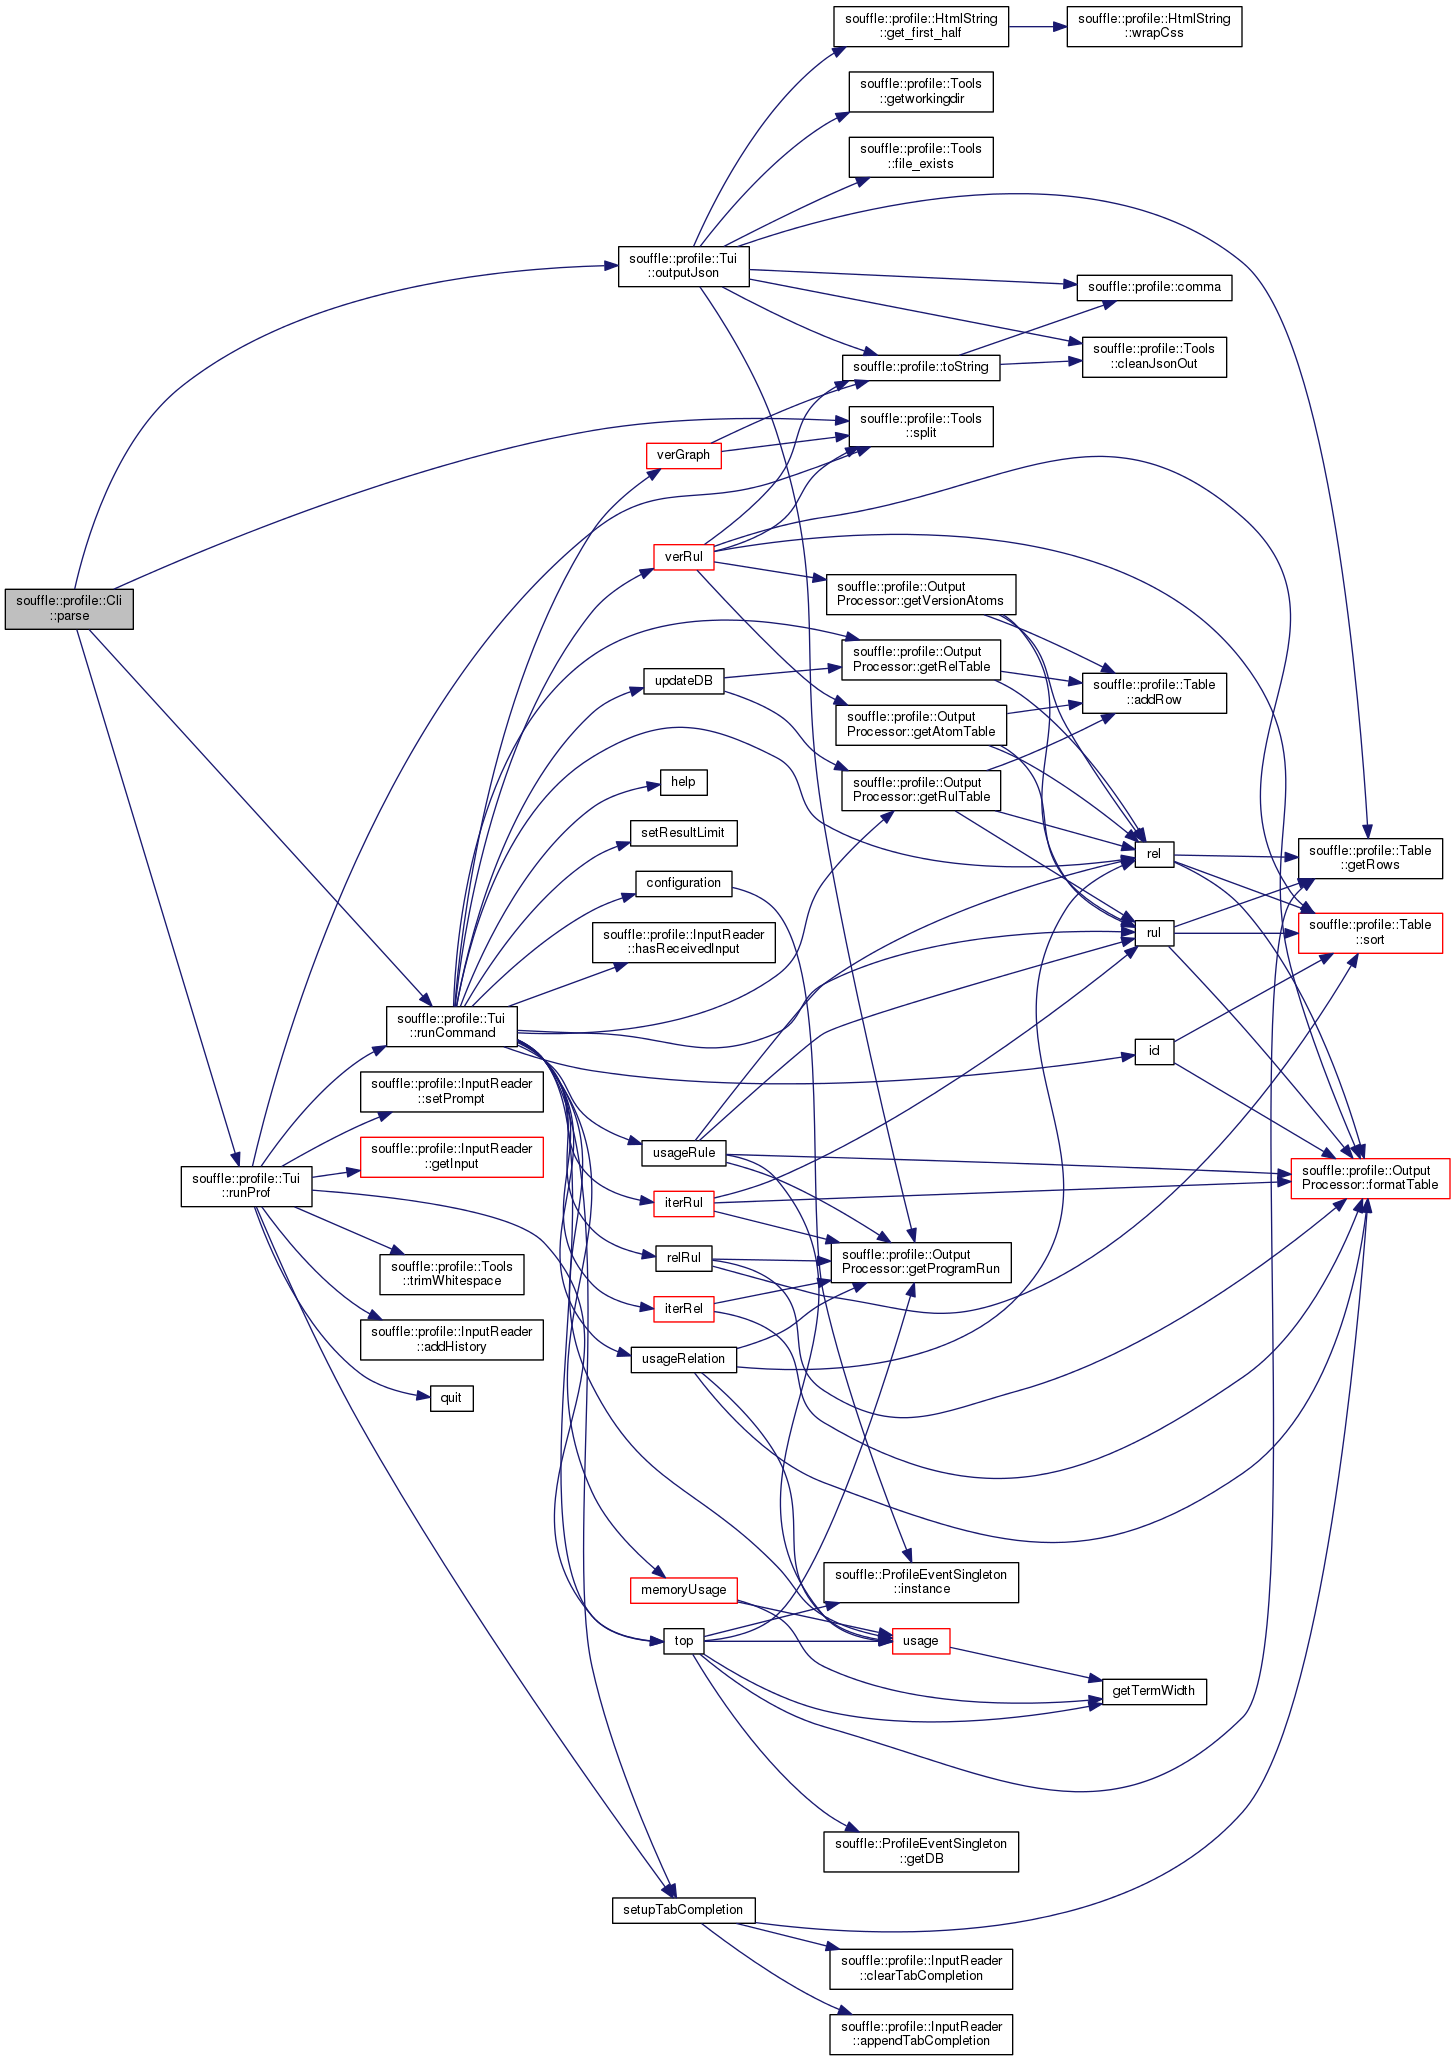 souffle::profile::HtmlString
::get_first_half
souffle::profile::HtmlString
::wrapCss
souffle::profile::Tools
::getworkingdir
souffle::profile::Tools
::file_exists
souffle::profile::Tui
::outputJson
souffle::profile::comma
souffle::profile::Tools
::cleanJsonOut
souffle::profile::toString
souffle::profile::Tools
::split
verGraph
verRul
souffle::profile::Output
Processor::getVersionAtoms
souffle::profile::Cli
::parse
souffle::profile::Output
Processor::getRelTable
updateDB
souffle::profile::Table
::addRow
souffle::profile::Output
Processor::getAtomTable
help
souffle::profile::Output
Processor::getRulTable
setResultLimit
rel
souffle::profile::Table
::getRows
configuration
souffle::profile::InputReader
::hasReceivedInput
rul
souffle::profile::Table
::sort
souffle::profile::Tui
::runCommand
id
souffle::profile::InputReader
::setPrompt
souffle::profile::InputReader
::getInput
usageRule
souffle::profile::Tui
::runProf
souffle::profile::Output
Processor::formatTable
iterRul
relRul
souffle::profile::Output
Processor::getProgramRun
souffle::profile::Tools
::trimWhitespace
iterRel
souffle::profile::InputReader
::addHistory
usageRelation
quit
memoryUsage
souffle::ProfileEventSingleton
::instance
top
usage
getTermWidth
souffle::ProfileEventSingleton
::getDB
setupTabCompletion
souffle::profile::InputReader
::clearTabCompletion
souffle::profile::InputReader
::appendTabCompletion